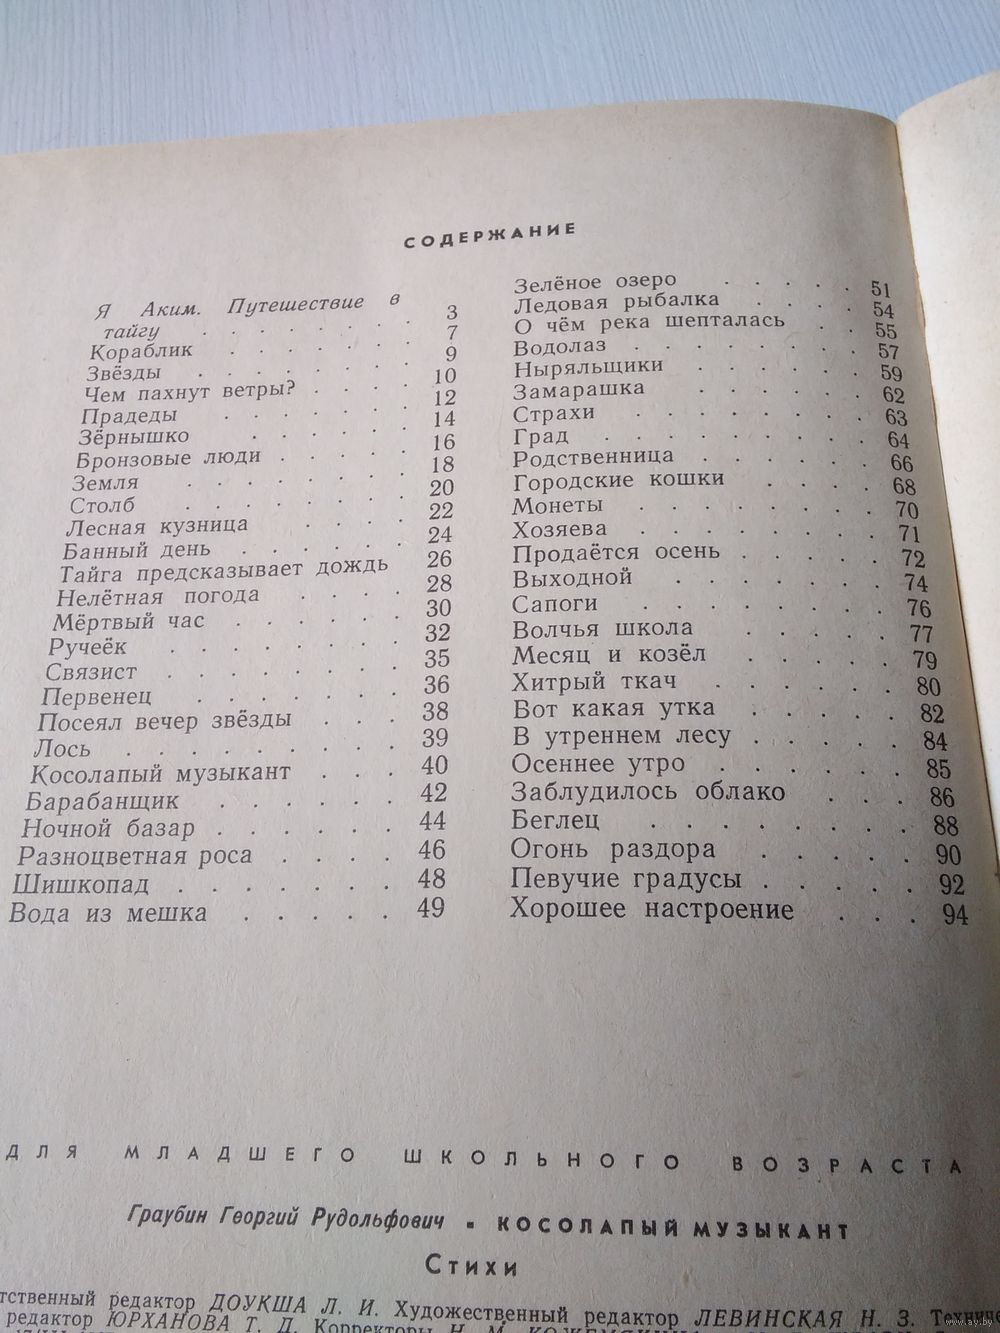 СОДЕРЖАНИЕ
Я Аким. Путешествие в
тайгу . . . . . . . 3
Кораблик . . . . . . 7
Звёзды . . . . . . . 9
Чем пахнут ветры? . . . . 10
Прадеды . . . . . . 12
Зёрнышко . . . . . 14
Бронзовые люди . . . . . 16
Земля . . . . . . 18
Столб . . . . . . 20
Лесная кузница . . . . 22
Банный день . . . . . . 24
Тайга предсказывает дождь 26
Нелётная погода . . . . 28
Мёртвый час . . . . . . 30
Ручеёк . . . . . . . 32
Связист . . . . . . . 35
Первенец . . . . . . . 36
Посеял вечер звёзды . . . 38
Лось . . . . . . . . . 39
Косолапый музыкант . . . 40
Барабанщик . . . . . . 42
Ночной базар . . . . . . 44
Разноцветная роса . . . . 46
Шишкопад . . . . . . . 48
Вода из мешка . . . . . 49
Зелёное озеро . . . . . 51
Ледовая рыбалка . . . . 54
О чём река шепталась . . 55
Водолаз . . . . . . . . 57
Ныряльщики . . . . . . 59
Замарашка . . . . . 62
Страхи . . . . . . . 63
Град . . . . . . . . . 64
Родственница . . . . . . 66
Городские кошки . . . . 68
Монеты . . . . . . . . 70
Хозяева . . . . . . . 71
Продаётся осень . . . . . 72
Выходной . . . . . . . 74
Сапоги . . . . . . . . 76
Волчья школа . . . . . 77
Месяц и козёл . . . . . 79
Хитрый ткач . . . . . . 80
Вот какая утка . . . . . 82
В утреннем лесу . . . . . 84
Осеннее утро . . . . . . 85
Заблудилось облако . . . 86
Беглец . . . . . . . . 88
Огонь раздора . . . . . 90
Певучие градусы . . . . . 92
Хорошее настроение . . . 94
ДЛЯ МЛАДШЕГО ШКОЛЬНОГО ВОЗРАСТА
Граубин Георгий Рудольфович ▪ КОСОЛАПЫЙ МУЗЫКАНТ
Стихи
тственный редактор ДОУКША Л. И. Художественный редактор ЛЕВИНСКАЯ Н. З. Техниче
редактор ЮРХАНОВА Т. Д. Корректоры Н. М.
www.ay.by